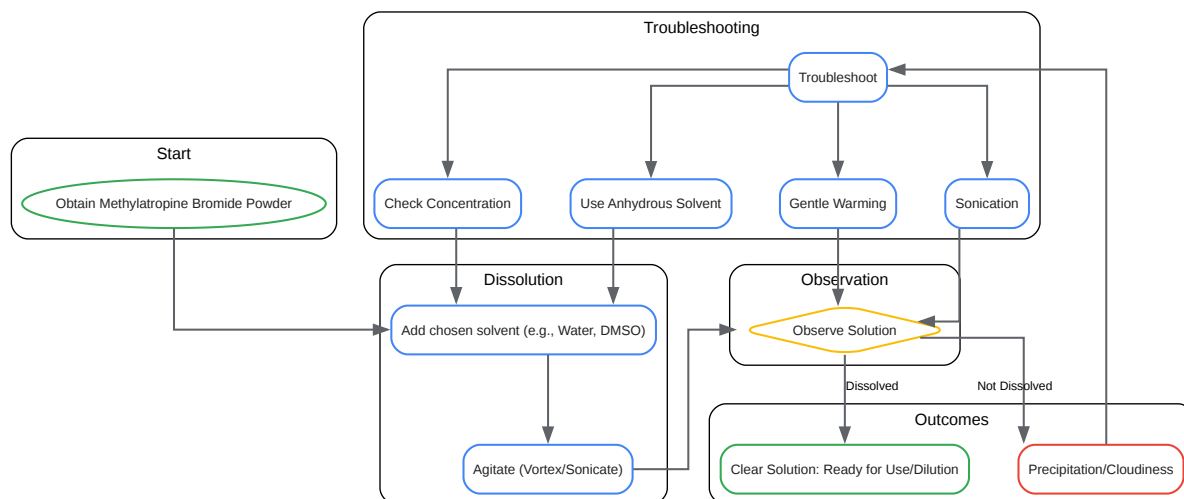 Troubleshooting
Troubleshoot
Start
Obtain Methylatropine Bromide Powder
Check Concentration
Use Anhydrous Solvent
Gentle Warming
Sonication
Dissolution
Observation
Add chosen solvent (e.g., Water, DMSO)
Observe Solution
Dissolved
Not Dissolved
Outcomes
Agitate (Vortex/Sonicate)
Clear Solution: Ready for Use/Dilution
Precipitation/Cloudiness